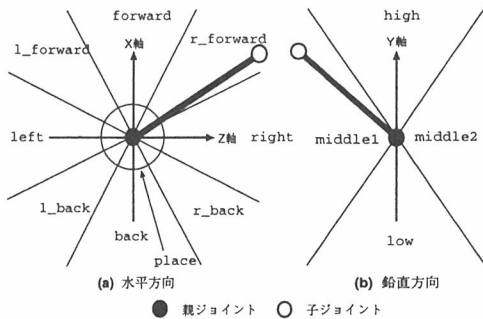 forward
high
l_forward
X軸
r_forward
Y軸
left
Z軸
right
middle1
middle2
l_back
r_back
back
low
place
(a) 水平方向
(b) 鉛直方向
親ジョイント
子ジョイント